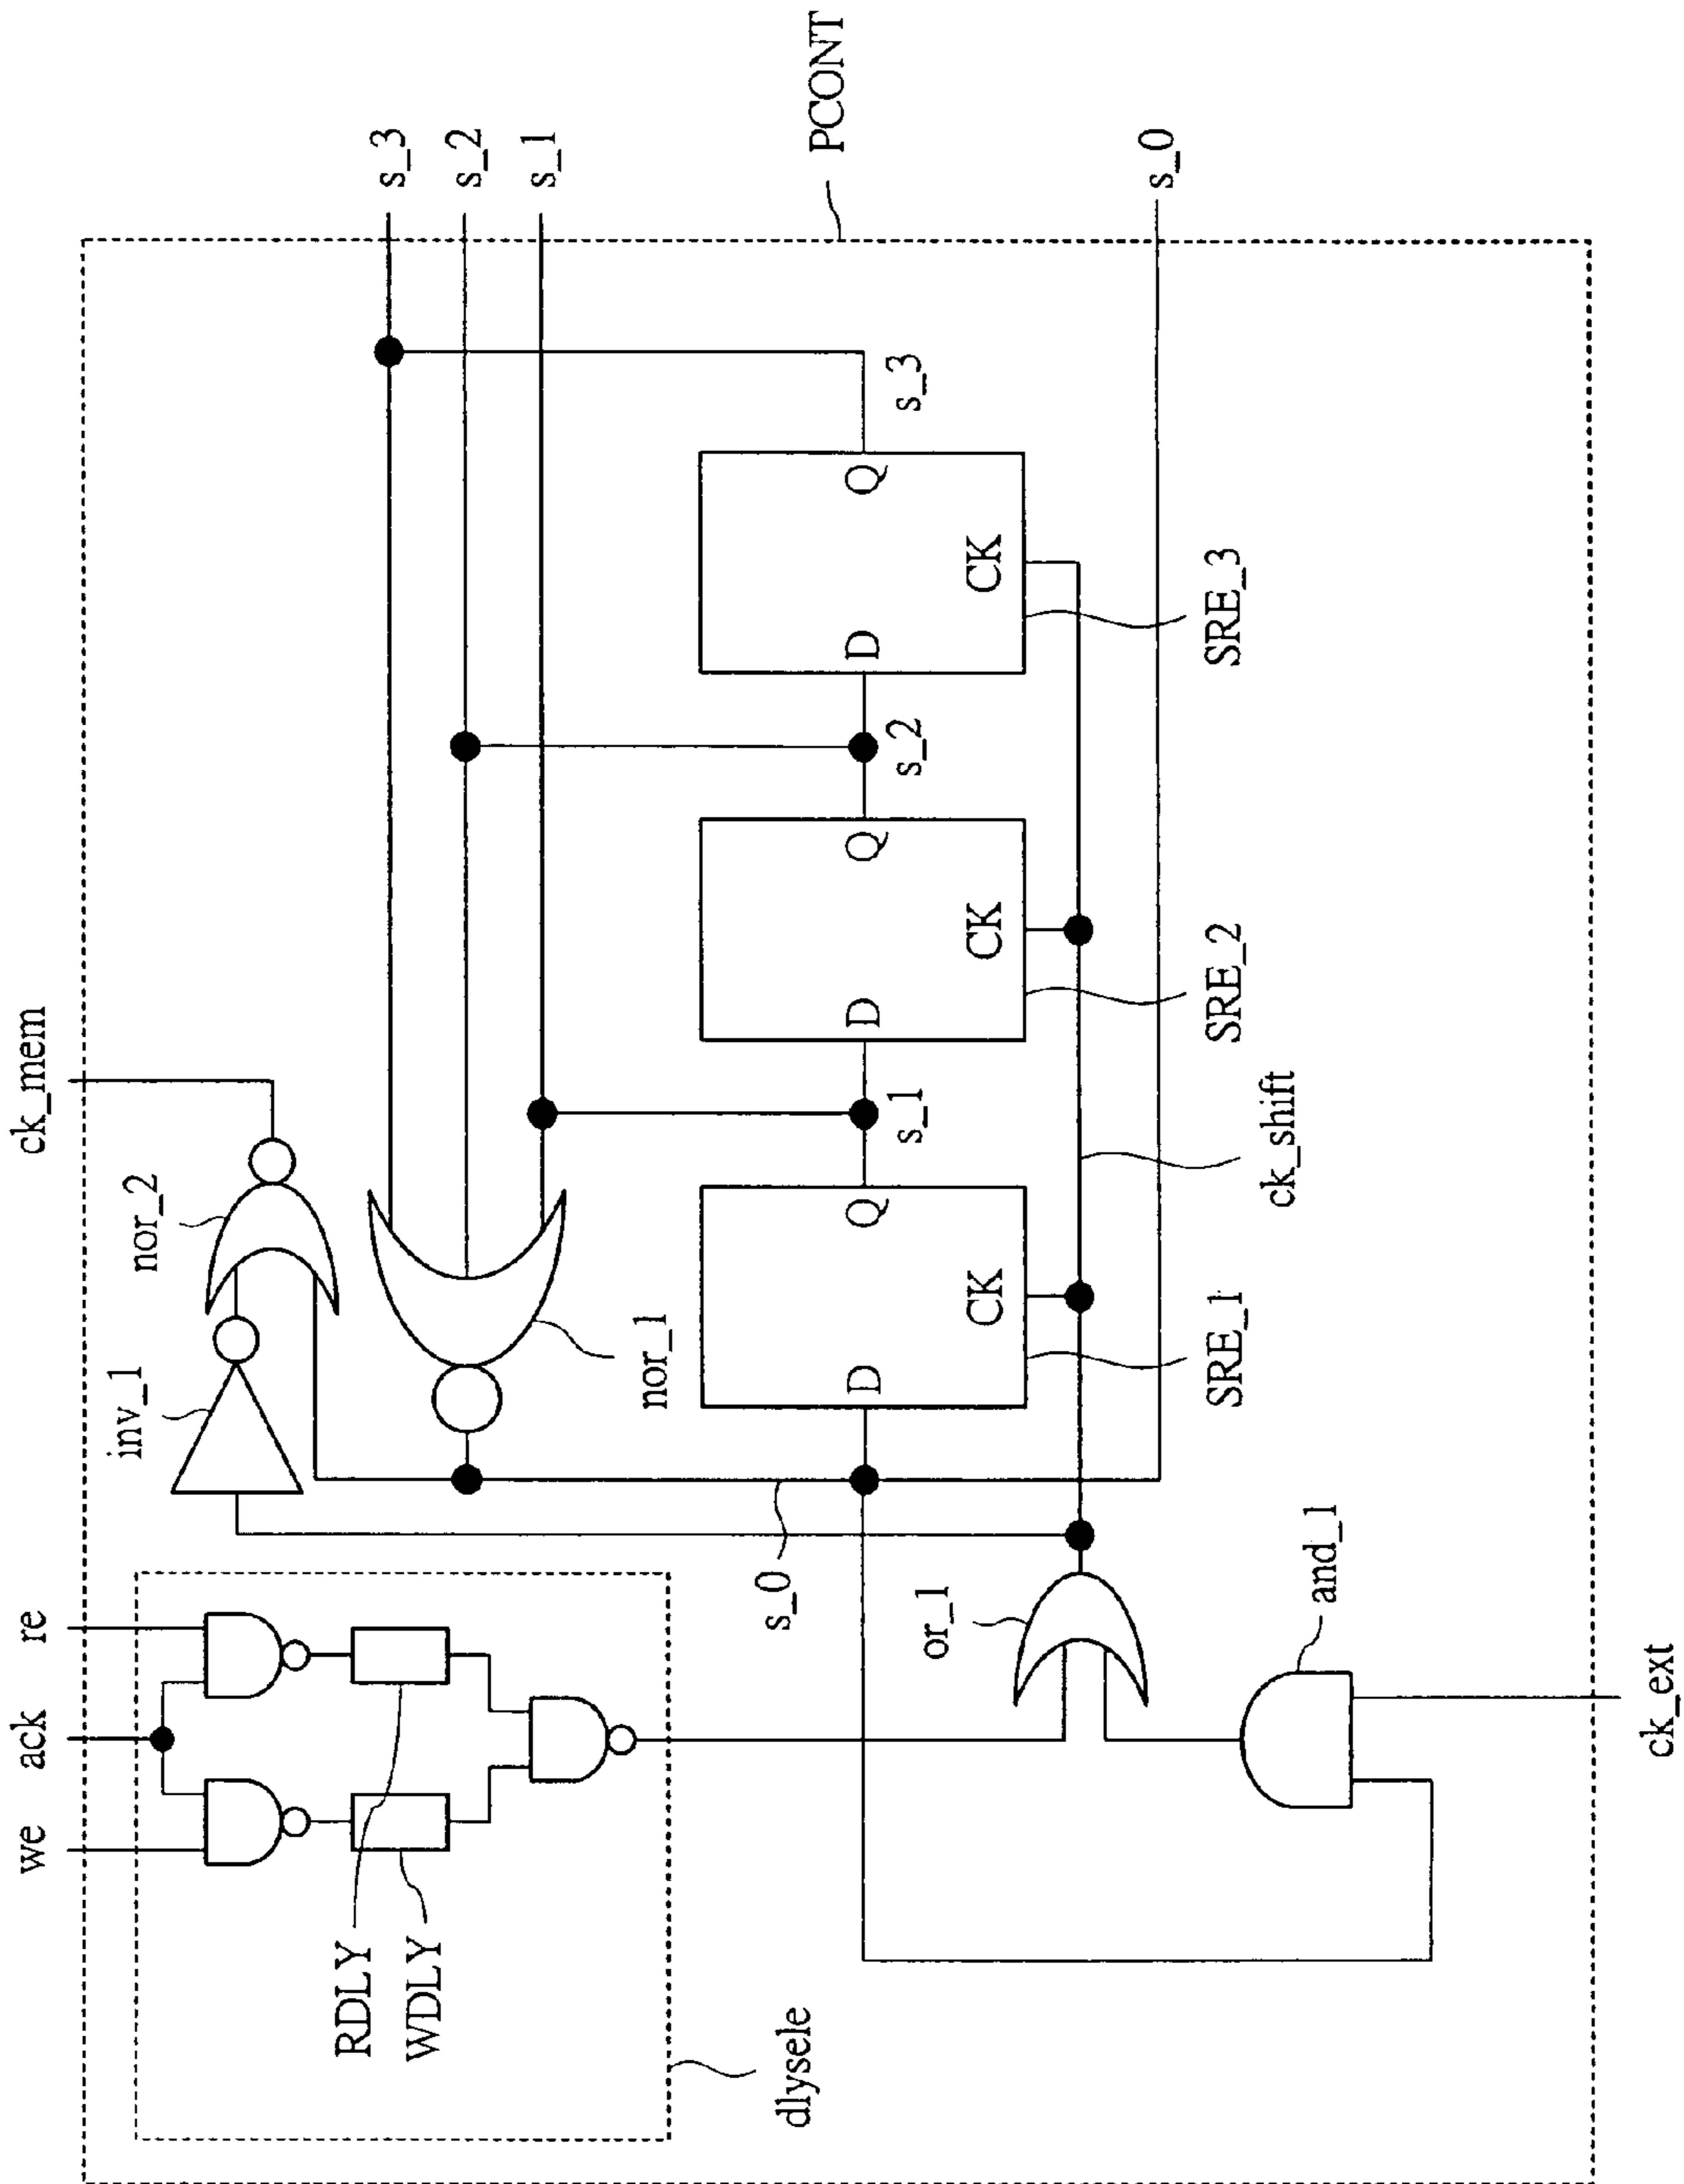 we
ack
re
ck_mem
RDLY
WDLY
dlysele
inv_1
nor_2
nor_1
s_0
or_1
and_1
ck_ext
D
Q
CK
SRE_1
s_1
D
Q
CK
SRE_2
s_2
D
Q
CK
SRE_3
s_3
ck_shift
s_3
s_2
s_1
s_0
PCONT